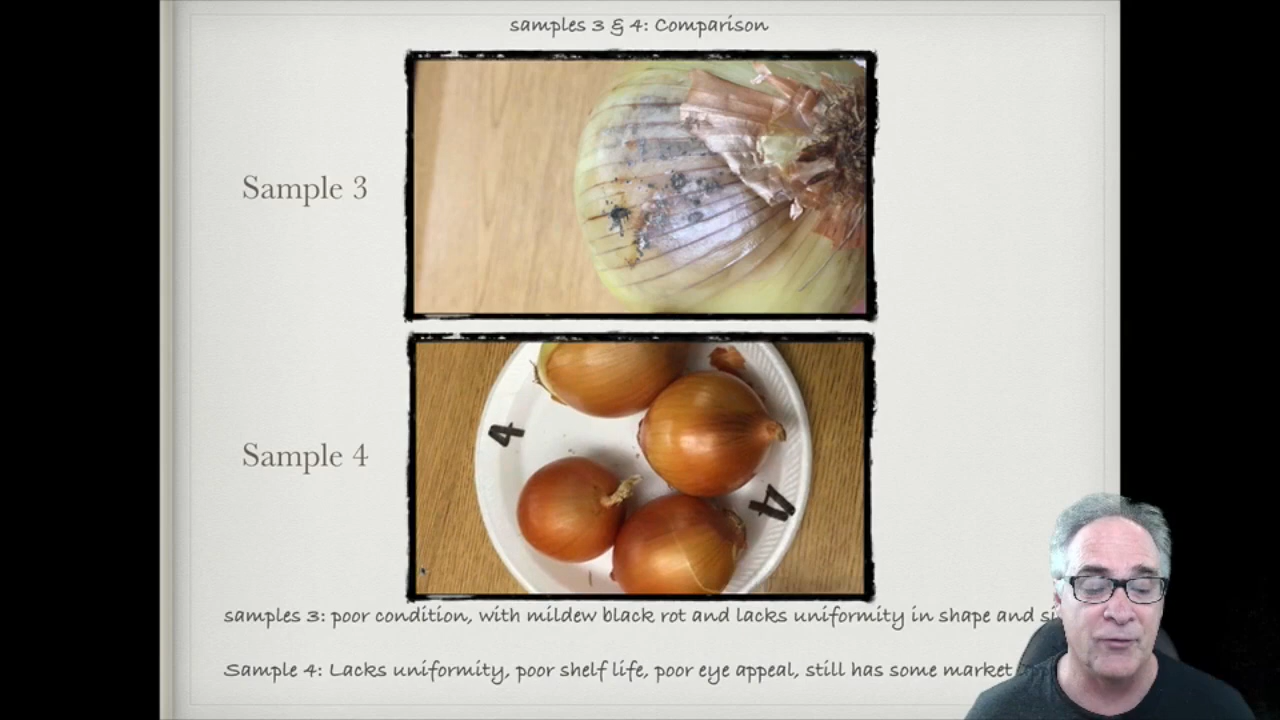 samples 3 & 4: Comparison
Sample 3
4
Sample 4
4
samples 3: poor condition, with mildew black rot and lacks uniformity in shape and
Sample 4: Lacks uniformity, poor shelf life, poor eye appeal, still has some market